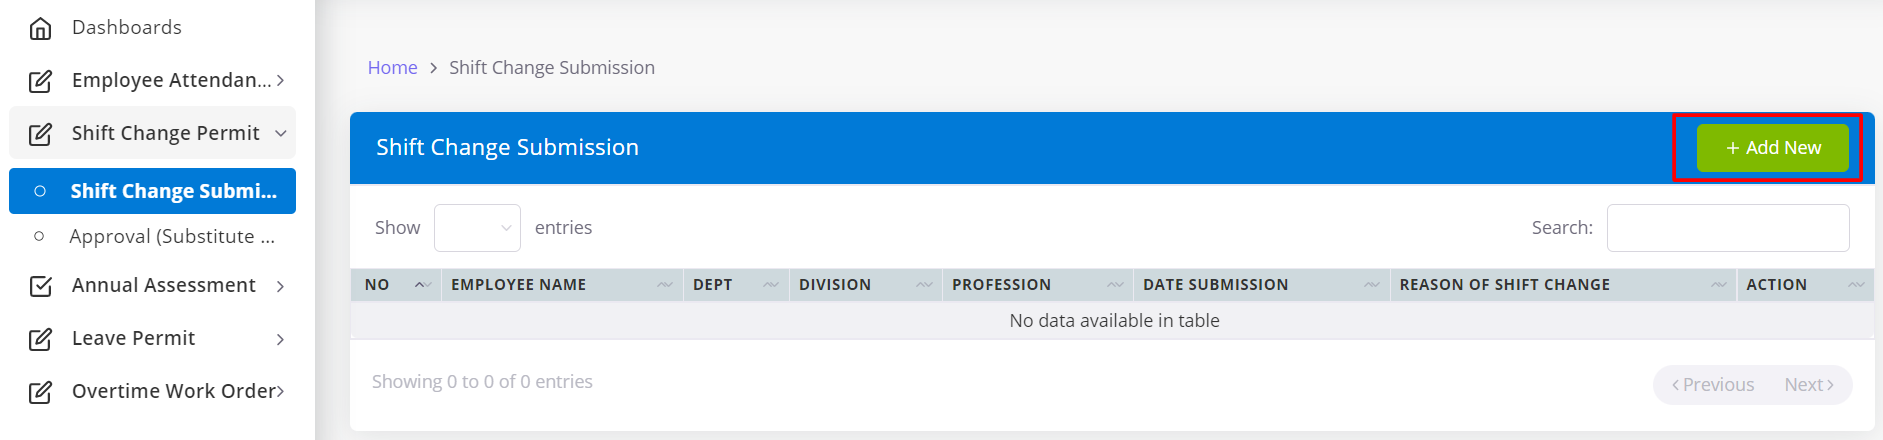 Dashboards
Employee Attendan...
Shift Change Permit
Shift Change Submi...
Approval (Substitute ...
Annual Assessment
Leave Permit
Overtime Work Order
Home > Shift Change Submission
Shift Change Submission
+ Add New
Show entries
Search:
NO EMPLOYEE NAME DEPT DIVISION PROFESSION DATE SUBMISSION REASON OF SHIFT CHANGE ACTION
No data available in table
Showing 0 to 0 of 0 entries
Previous Next